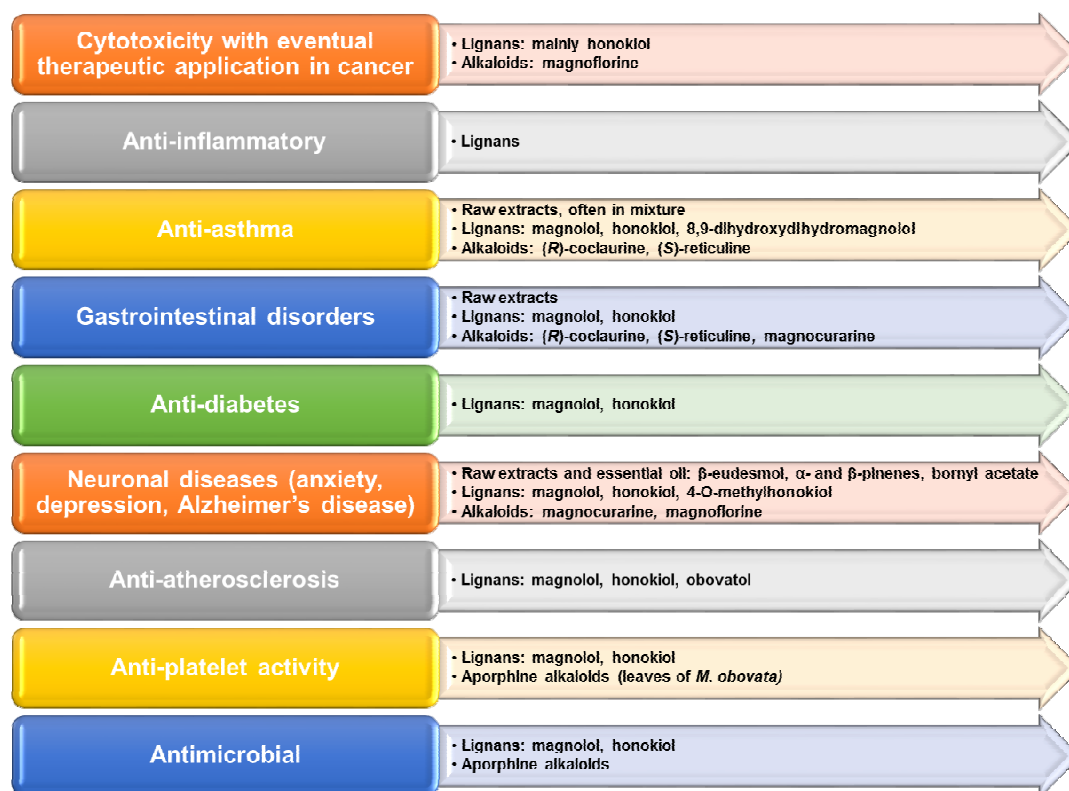 Cytotoxicity with eventual
therapeutic application in cancer
• Lignans: mainly honokiol
• Alkaloids: magnoflorine
Anti-inflammatory
• Lignans
Anti-asthma
• Raw extracts, often in mixture
• Lignans: magnolol, honokiol, 8,9-dihydroxydihydromagnolol
• Alkaloids: (R)-coclaurine, (S)-reticuline
Gastrointestinal disorders
• Raw extracts
• Lignans: magnolol, honokiol
• Alkaloids: (R)-coclaurine, (S)-reticuline, magnocurarine
Anti-diabetes
• Lignans: magnolol, honokiol
Neuronal diseases (anxiety,
depression, Alzheimer's disease)
• Raw extracts and essential oil: β-eudesmol, α- and β-pinenes, bornyl acetate
• Lignans: magnolol, honokiol, 4-O-methylhonokiol
• Alkaloids: magnocurarine, magnoflorine
Anti-atherosclerosis
• Lignans: magnolol, honokiol, obovatol
Anti-platelet activity
• Lignans: magnolol, honokiol
• Aporphine alkaloids (leaves of M. obovata)
Antimicrobial
• Lignans: magnolol, honokiol
• Aporphine alkaloids